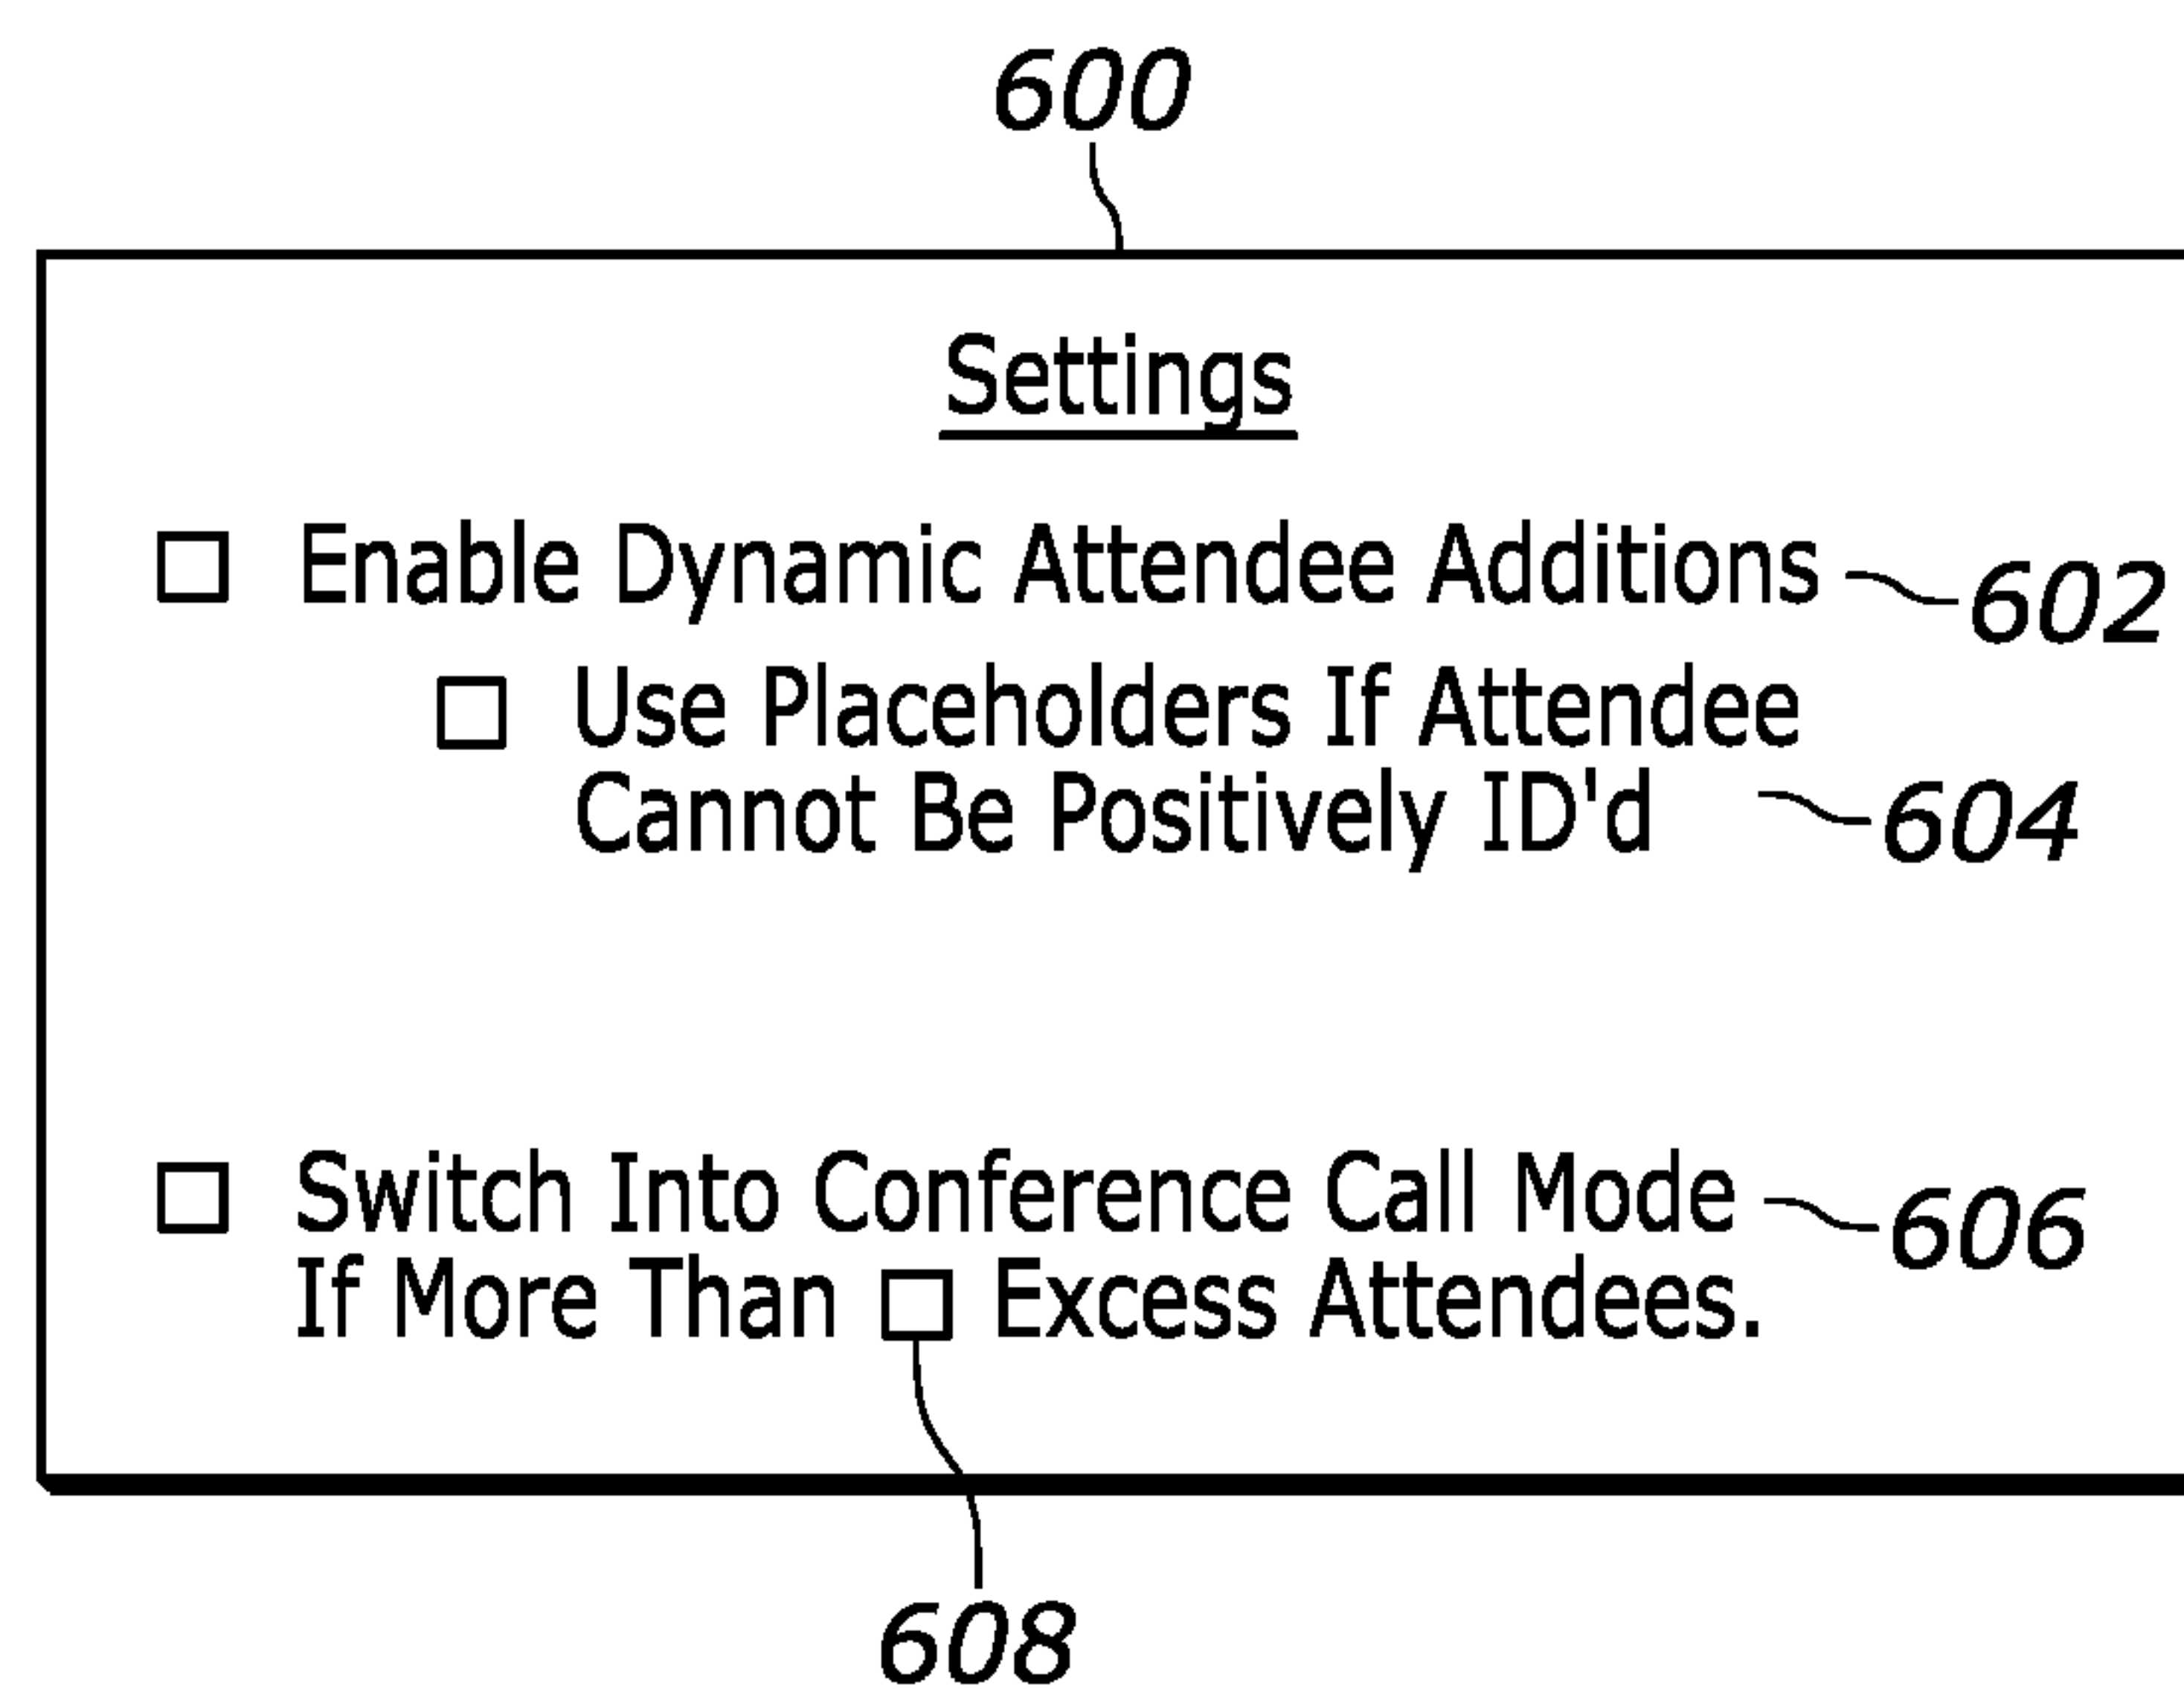 600
Settings
Enable Dynamic Attendee Additions 602
Use Placeholders If Attendee
Cannot Be Positively ID'd 604
Switch Into Conference Call Mode 606
If More Than Excess Attendees.
608